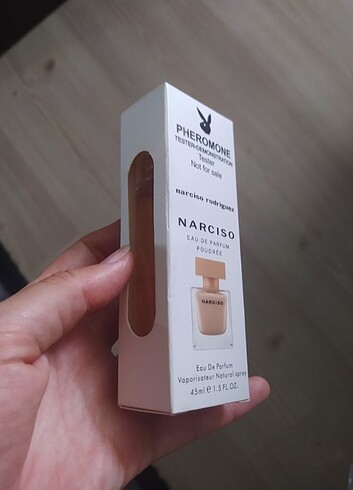 PHEROMONE
TESTER-DEMONSTRATION
Tester
Not for sale
narciso rodriguez
NARCISO
EAU DE PARFUM
POUDRÉE
NARCISO
Eau De Parfum
Vaporisateur Natural spray
45ml e 1.5 FL.OZ.